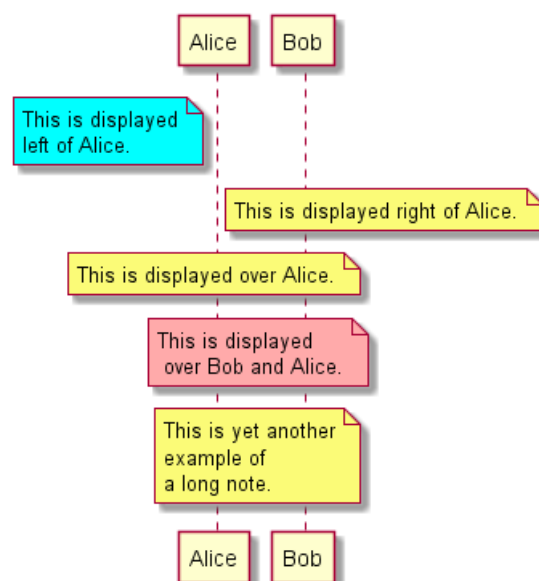 Alice Bob
This is displayed
left of Alice.
This is displayed right of Alice.
This is displayed over Alice.
This is displayed
over Bob and Alice.
This is yet another
example of
a long note.
Alice Bob